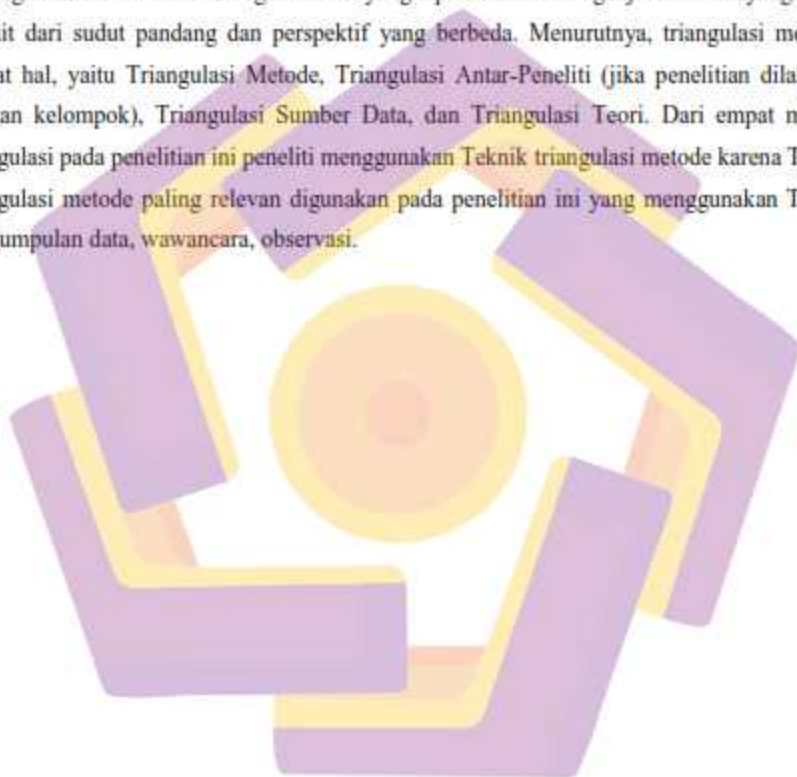 it dari sudut pandang dan perspektif yang berbeda. Menurutnya, triangulasi me
at hal, yaitu Triangulasi Metode, Triangulasi Antar-Peneliti (jika penelitian dila
an kelompok), Triangulasi Sumber Data, dan Triangulasi Teori. Dari empat m
gulasi pada penelitian ini peneliti menggunakan Teknik triangulasi metode karena T
gulasi metode paling relevan digunakan pada penelitian ini yang menggunakan T
umpulan data, wawancara, observasi.